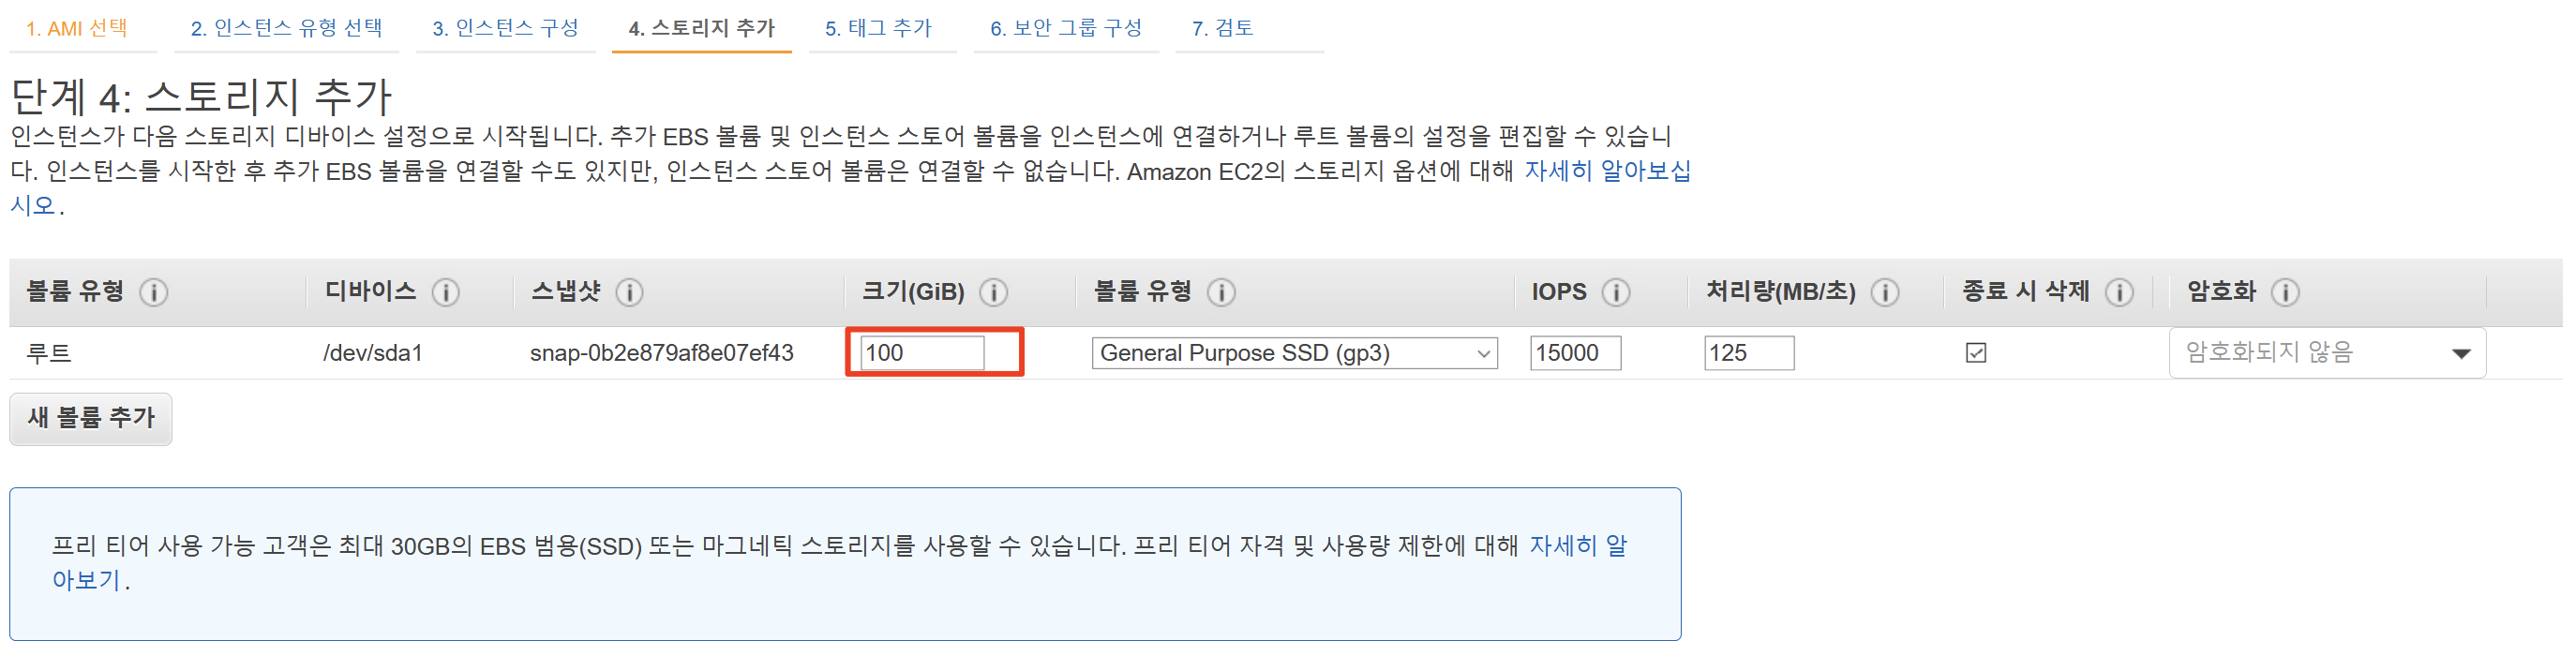 1. AMI 선택 2. 인스턴스 유형 선택 3. 인스턴스 구성 4. 스토리지 추가 5. 태그 추가 6. 보안 그룹 구성 7. 검토
단계 4: 스토리지 추가
인스턴스가 다음 스토리지 디바이스 설정으로 시작됩니다. 추가 EBS 볼륨 및 인스턴스 스토어 볼륨을 인스턴스에 연결하거나 루트 볼륨의 설정을 편집할 수 있습니
다. 인스턴스를 시작한 후 추가 EBS 볼륨을 연결할 수도 있지만, 인스턴스 스토어 볼륨은 연결할 수 없습니다. Amazon EC2의 스토리지 옵션에 대해 자세히 알아보십
시오.
볼륨 유형 디바이스 스냅샷 크기(GiB) 볼륨 유형 IOPS 처리량(MB/초) 종료 시 삭제 암호화
루트 /dev/sda1 snap-0b2e879af8e07ef43 100 General Purpose SSD (gp3) 15000 125 암호화되지 않음
새 볼륨 추가
프리 티어 사용 가능 고객은 최대 30GB의 EBS 범용(SSD) 또는 마그네틱 스토리지를 사용할 수 있습니다. 프리 티어 자격 및 사용량 제한에 대해 자세히 알
아보기.